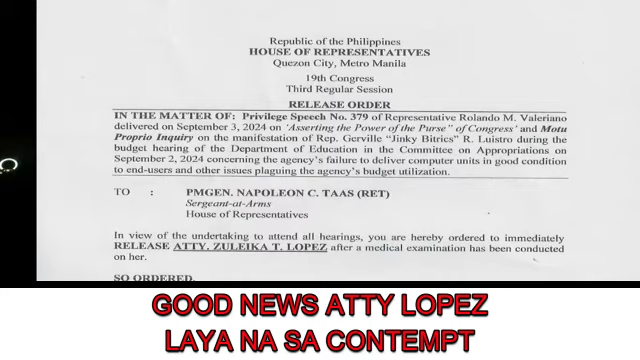 Republic of the Philippines
HOUSE OF REPRESENTATIVES
Quezon City, Metro Manila
19th Congress
Third Regular Session
RELEASE ORDER
IN THE MATTER OF: Privilege Speech No. 379 of Representative Rolando M. Valeriano
delivered on September 3, 2024 on 'Asserting the Power of the Purse" of Congress' and Motu
Proprio Inquiry on the manifestation of Rep. Gerville "Jinky Bitrics" R. Luistro during the
budget hearing of the Department of Education in the Committee on Appropriations on
September 2, 2024 concerning the agency's failure to deliver computer units in good condition
to end-users and other issues plaguing the agency's budget utilization.
TO : PMGEN. NAPOLEON C. TAAS (RET)
Sergeant-at-Arms
House of Representatives
In view of the undertaking to attend all hearings, you are hereby ordered to immediately
RELEASE ATTY. ZULEIKA T. LOPEZ after a medical examination has been conducted
on her.
SO ORDERED.
GOOD NEWS ATTY LOPEZ
LAYA NA SA CONTEMPT